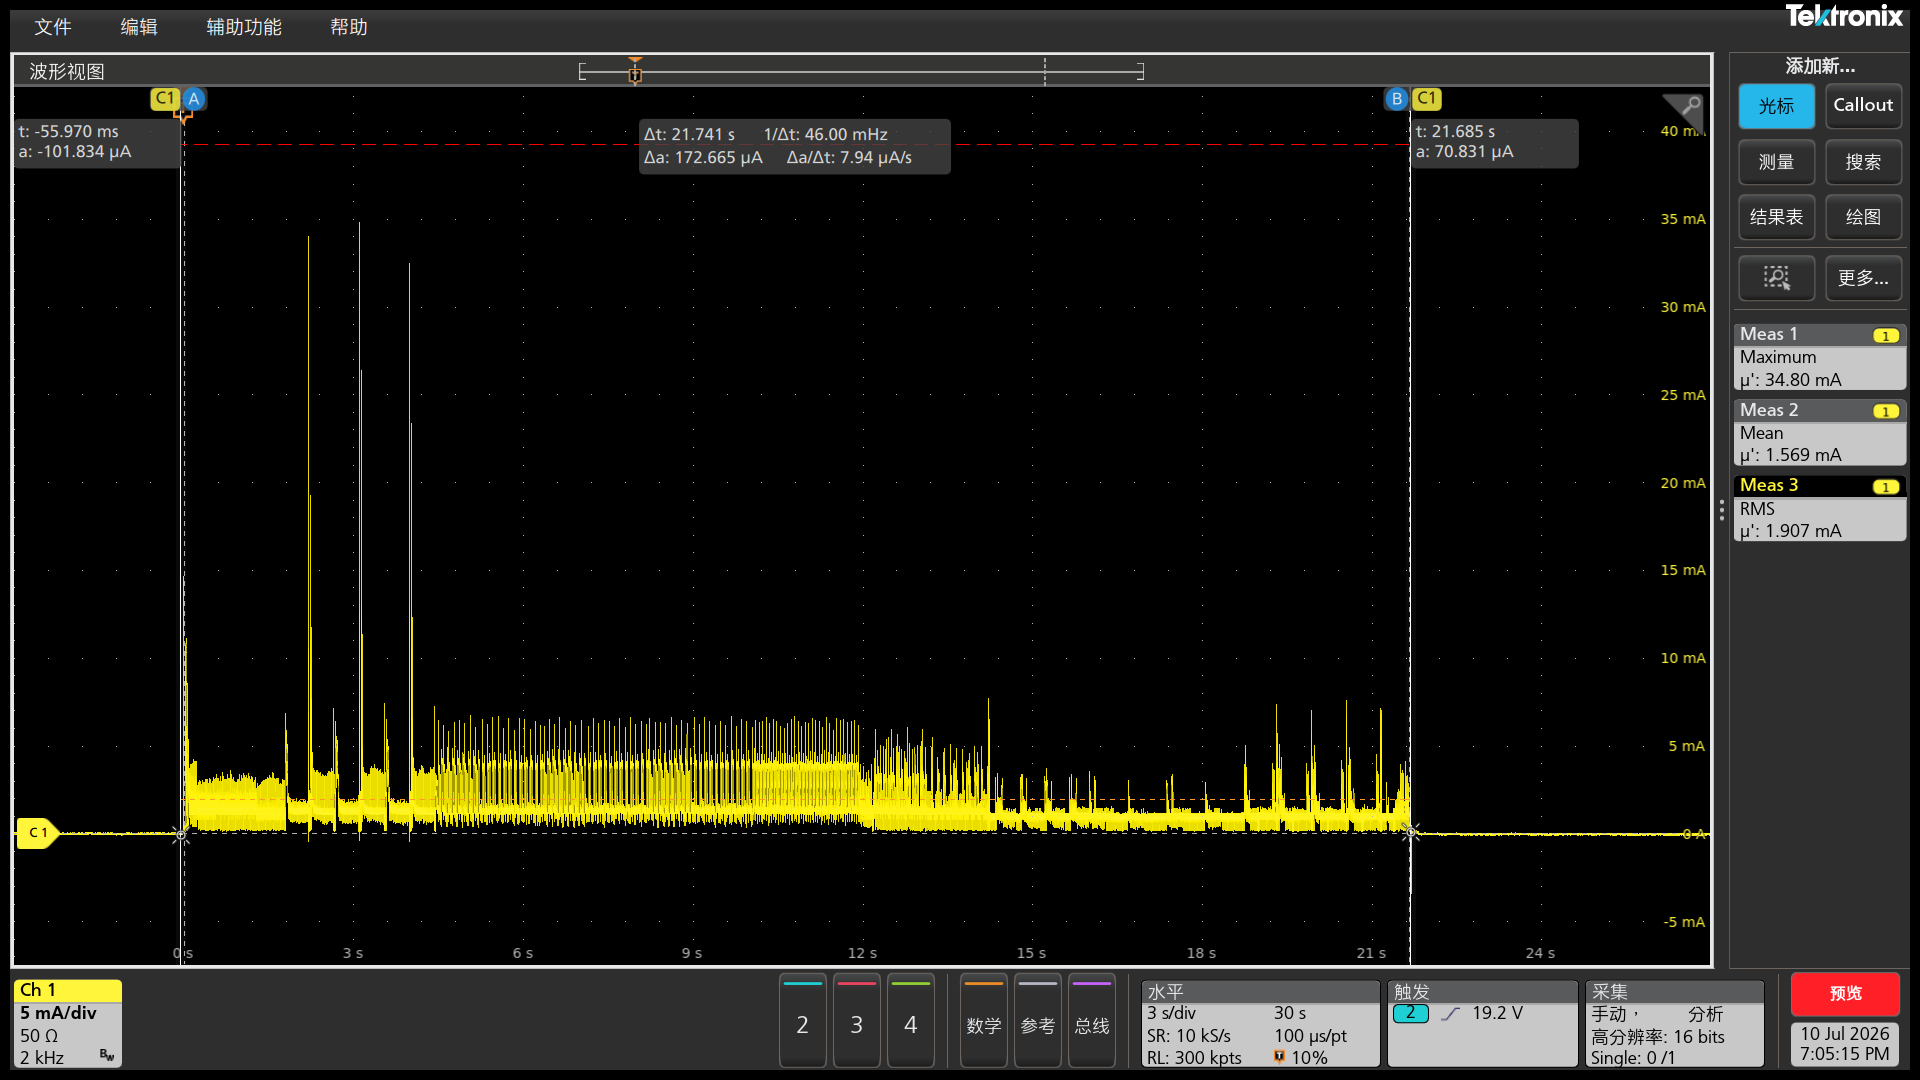 文件 编辑 辅助功能 帮助
Tektronix
波形视图
添加新...
C1 A
B C1
光标 Callout
t: -55.970 ms
a: -101.834 μA
Δt: 21.741 s 1/Δt: 46.00 mHz
Δa: 172.665 μA Δa/Δt: 7.94 μA/s
t: 21.685 s
a: 70.831 μA
40 mA
测量 搜索
结果表 绘图
35 mA
更多...
30 mA
Meas 1 1
Maximum
μ': 34.80 mA
25 mA
Meas 2 1
Mean
μ': 1.569 mA
20 mA
Meas 3 1
RMS
μ': 1.907 mA
15 mA
10 mA
5 mA
C 1
0 A
-5 mA
0 s 3 s 6 s 9 s 12 s 15 s 18 s 21 s 24 s
Ch 1
5 mA/div
50 Ω
2 kHz Bw
2 3 4 数学 参考 总线
水平
3 s/div 30 s
SR: 10 kS/s 100 μs/pt
RL: 300 kpts T 10%
触发
2 19.2 V
采集
手动， 分析
高分辨率: 16 bits
Single: 0 /1
预览
10 Jul 2026
7:05:15 PM